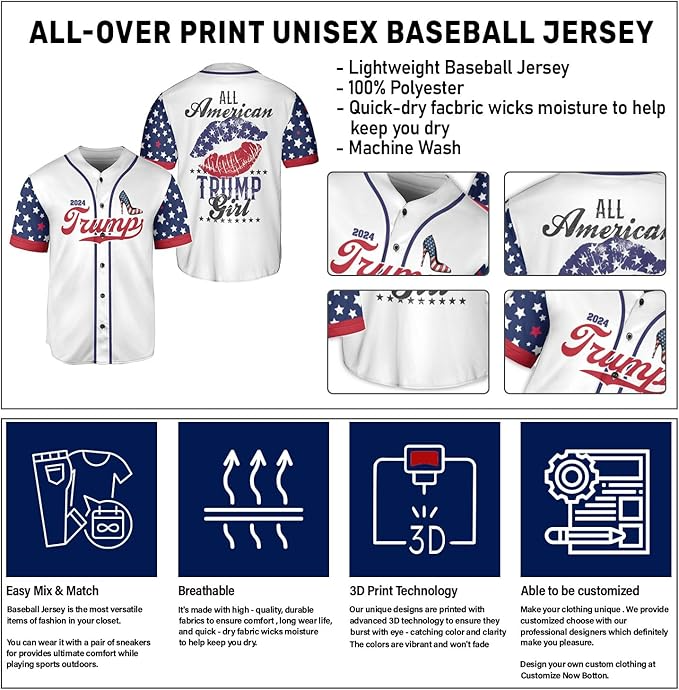 ALL-OVER PRINT UNISEX BASEBALL JERSEY
- Lightweight Baseball Jersey
- 100% Polyester
- Quick-dry facbric wicks moisture to help
keep you dry
- Machine Wash
ALL
American
TRUMP
Girl
2024
Trump
2024
Trump
ALL
American
Girl
2024
Trump
3D
Easy Mix & Match
Baseball Jersey is the most versatile
items of fashion in your closet.
You can wear it with a pair of sneakers
for provides ultimate comfort while
playing sports outdoors.
Breathable
It's made with high - quality, durable
fabrics to ensure comfort , long wear life,
and quick - dry fabric wicks moisture
to help keep you dry.
3D Print Technology
Our unique designs are printed with
advanced 3D technology to ensure they
burst with eye - catching color and clarity
The colors are vibrant and won't fade
Able to be customized
Make your clothing unique . We provide
customized choose with our
professional designers which definitely
make you pleasure.
Design your own custom clothing at
Customize Now Botton.